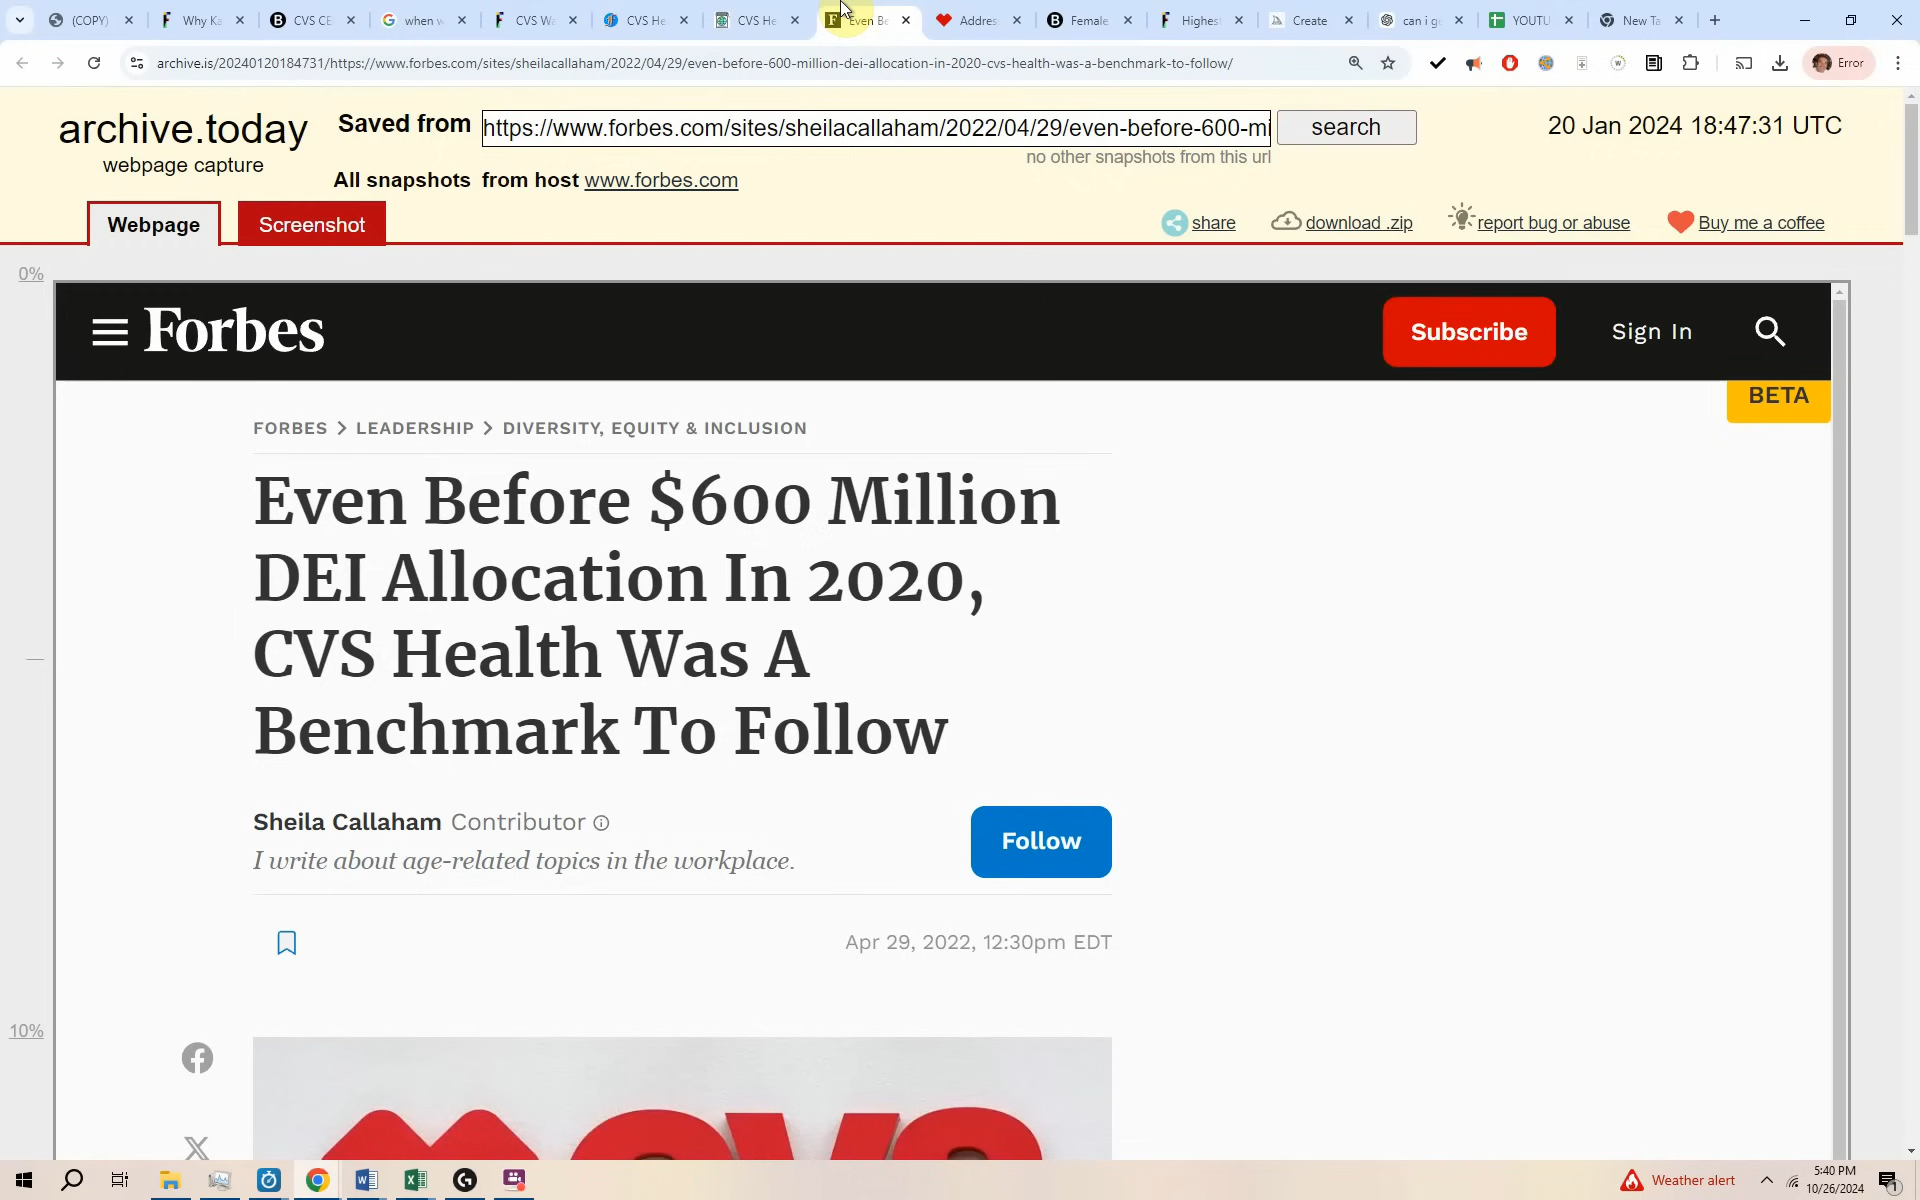 (COPY)
Why Ka
CVS CE
when w
CVS Wa
CVS He
CVS He
Even Be
Addres
Female
Highes
Create
can i g
YOUTU
New Ta
archive.is/20240120184731/https://www.forbes.com/sites/sheilacallaham/2022/04/29/even-before-600-million-dei-allocation-in-2020-cvs-health-was-a-benchmark-to-follow/
Error
archive.today
webpage capture
Saved from
https://www.forbes.com/sites/sheilacallaham/2022/04/29/even-before-600-mi
search
20 Jan 2024 18:47:31 UTC
no other snapshots from this url
All snapshots from host www.forbes.com
Webpage
Screenshot
share
download .zip
report bug or abuse
Buy me a coffee
0%
Forbes
Subscribe
Sign In
BETA
FORBES > LEADERSHIP > DIVERSITY, EQUITY & INCLUSION
Even Before $600 Million
DEI Allocation In 2020,
CVS Health Was A
Benchmark To Follow
Sheila Callaham Contributor
I write about age-related topics in the workplace.
Follow
Apr 29, 2022, 12:30pm EDT
10%
CVS
Weather alert
5:40 PM
10/26/2024
1